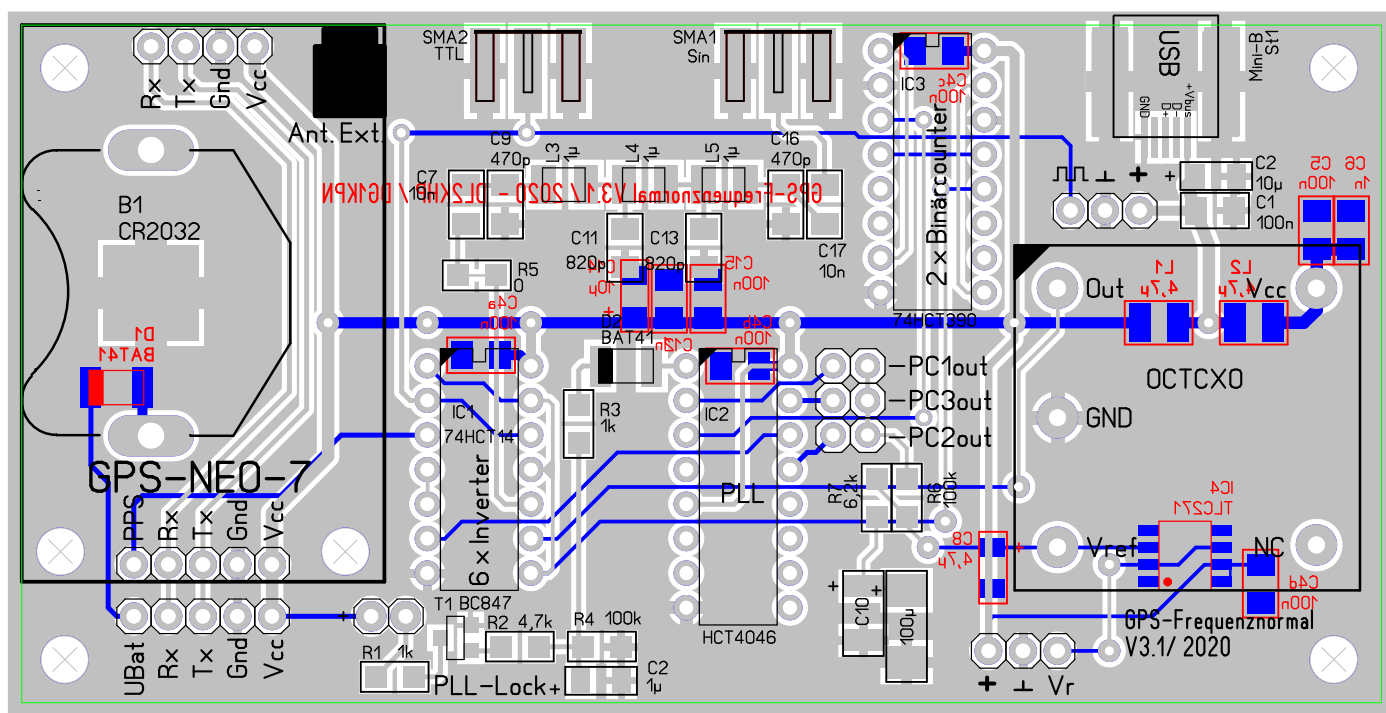 Rx
Tx
Gnd
Vcc
Ant.Ext.
B1
CR2032
D1
BAT41
GPS-NEO-7
PPS
Rx
Tx
Gnd
Vcc
UBat
Rx
Tx
Gnd
Vcc
+
SMA2
TTL
SMA1
Sin
C9
470p
C7
10n
L3
1µ
L4
1µ
L5
1µ
C16
470p
GPS-Frequenznormal V3.1/ 2020 - DL2KHP / DG1KPN
C11
820p
C13
820p
C17
10n
R5
0
10µ
+
C15
100n
C4a
100n
D2
BAT41
C12
C4b
100n
IC1
74HCT14
6x Inverter
R3
1k
IC2
PLL
HCT4046
IC3
C4c
100n
2x Binärcounter
74HCT390
USB
Mini-B
St1
+Vbus
D-
D+
GND
⊥
+
+
C2
10µ
C1
100n
C5
100n
C6
1n
Out
L1
4,7µ
L2
4,7µ
Vcc
OCTCXO
GND
-PC1out
-PC3out
-PC2out
R7
6,2k
R6
100k
C8
4,7µ
+
Vref
IC4
TLC271
NC
C4d
100n
GPS-Frequenznormal
V3.1/ 2020
+
⊥
Vr
+
C10
+
100µ
T1
BC847
R1
1k
R2
4,7k
R4
100k
PLL-Lock
+
C2
1µ